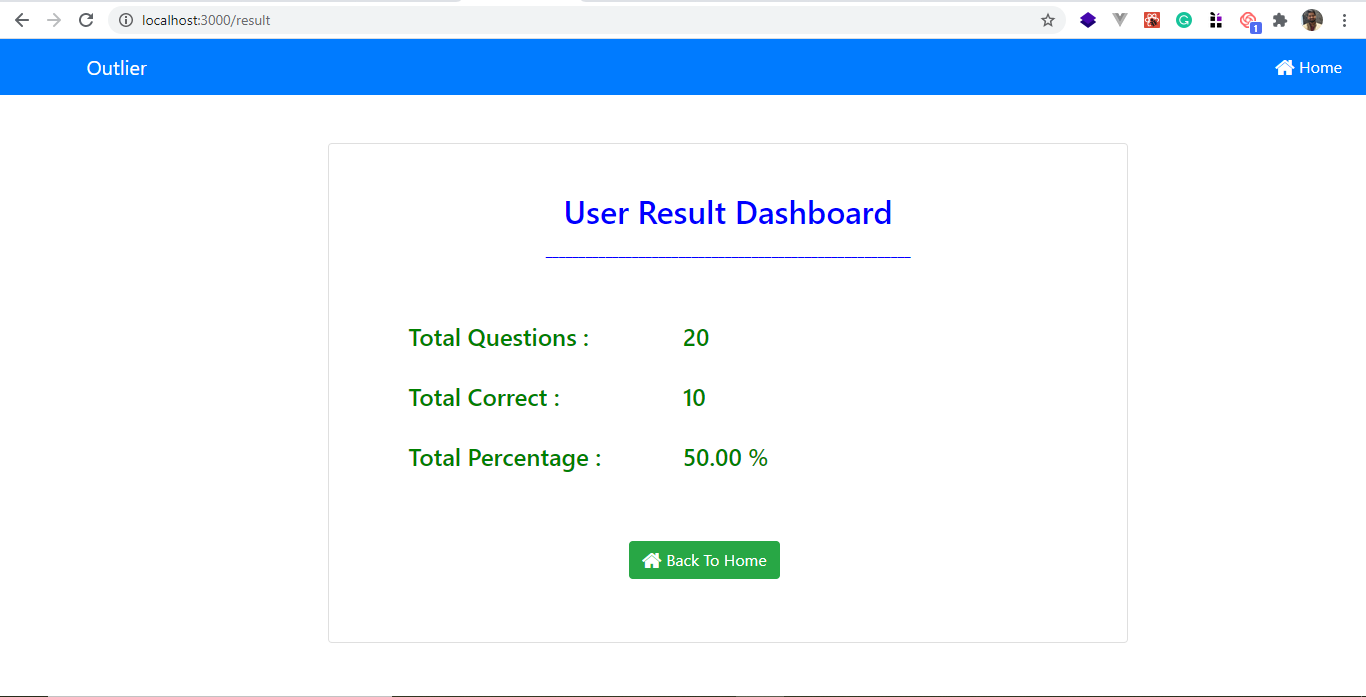 localhost:3000/result
1
Outlier
Home
User Result Dashboard
Total Questions : 20
Total Correct : 10
Total Percentage : 50.00 %
Back To Home